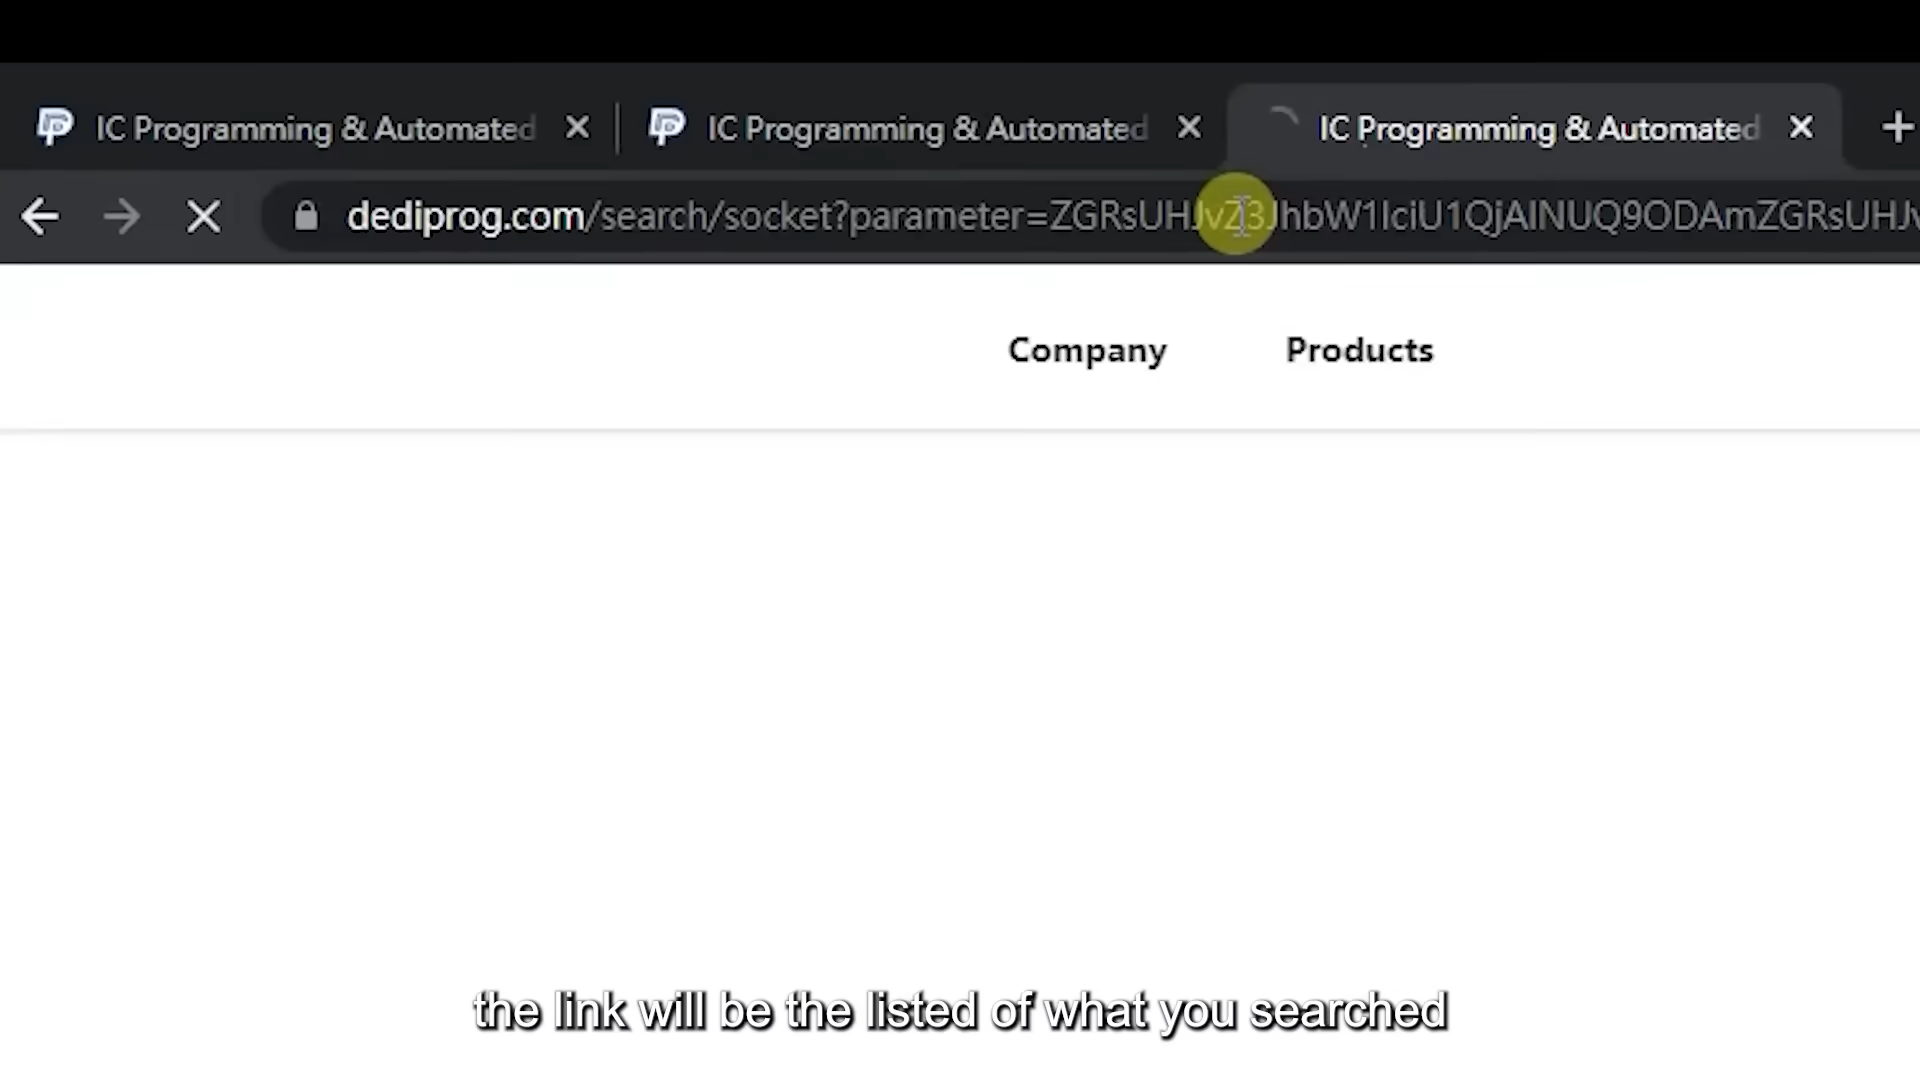 IC Programming & Automated
IC Programming & Automated
IC Programming & Automated
dediprog.com/search/socket?parameter=ZGRsUHJvZ3JhbW1lciU1QjAlNUQ9ODAmZGRsUHJv
Company
Products
the link will be the listed of what you searched